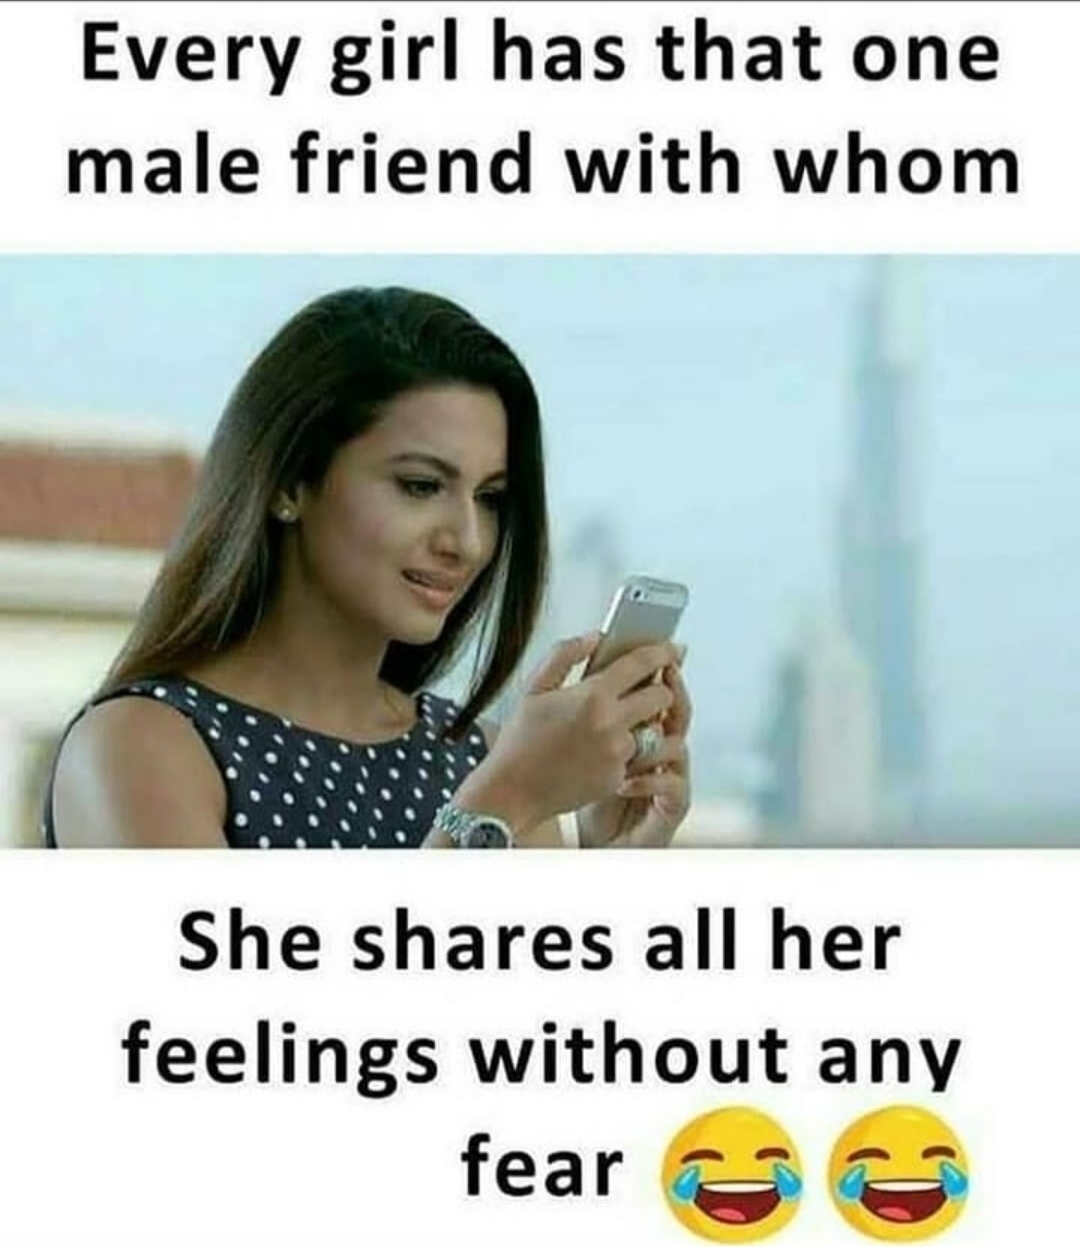 Every girl has that one
male friend with whom
She shares all her
feelings without any
fear 😂😂